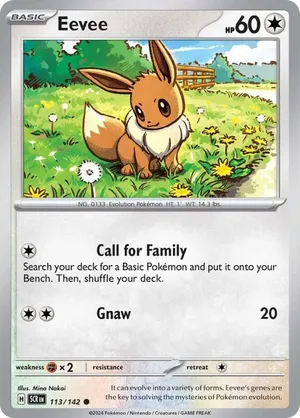 BASIC
Eevee
HP 60
NO. 0133 Evolution Pokémon HT: 1' WT: 14.3 lbs.
Call for Family
Search your deck for a Basic Pokémon and put it onto your
Bench. Then, shuffle your deck.
Gnaw 20
weakness ×2 resistance retreat
Illus. Mina Nakai
H SCR EN 113/142
It can evolve into a variety of forms. Eevee's genes are
the key to solving the mysteries of Pokémon evolution.
©2024 Pokémon / Nintendo / Creatures / GAME FREAK